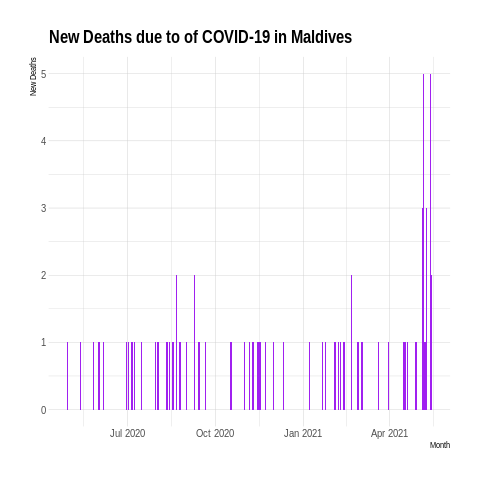 New Deaths due to of COVID-19 in Maldives
New Deaths
5
4
3
2
1
0
Jul 2020 Oct 2020 Jan 2021 Apr 2021
Month